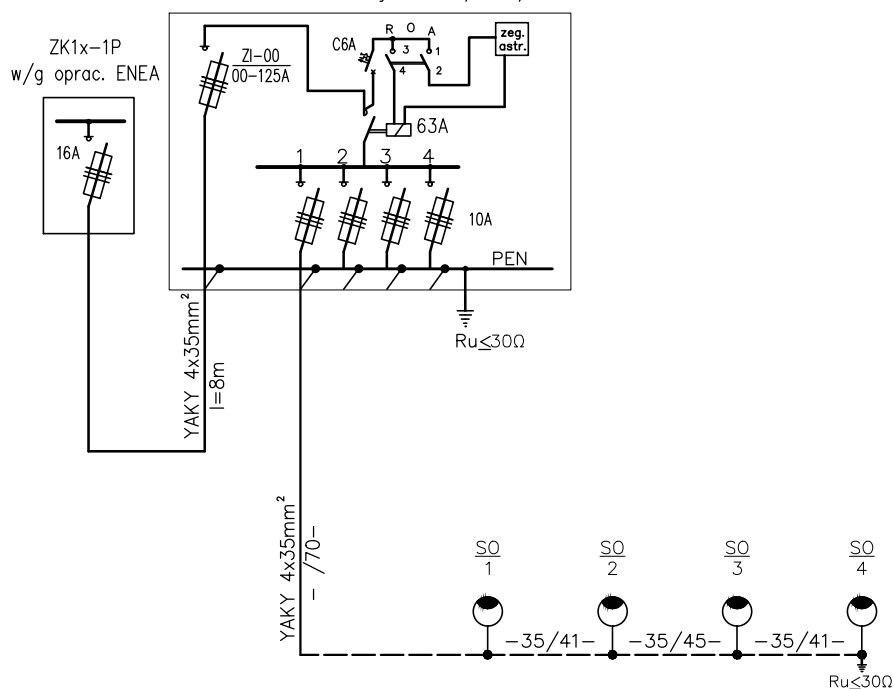 ZK1x-1P
w/g oprac. ENEA
16A
ZI-00
00-125A
C6A
R O A
3 1
4 2
zeg.
astr.
63A
1 2 3 4
10A
PEN
Ru≤30Ω
YAKY 4x35mm²
l=8m
YAKY 4x35mm²
- /70-
SO
1
SO
2
SO
3
SO
4
-35/41- -35/45- -35/41-
Ru≤30Ω